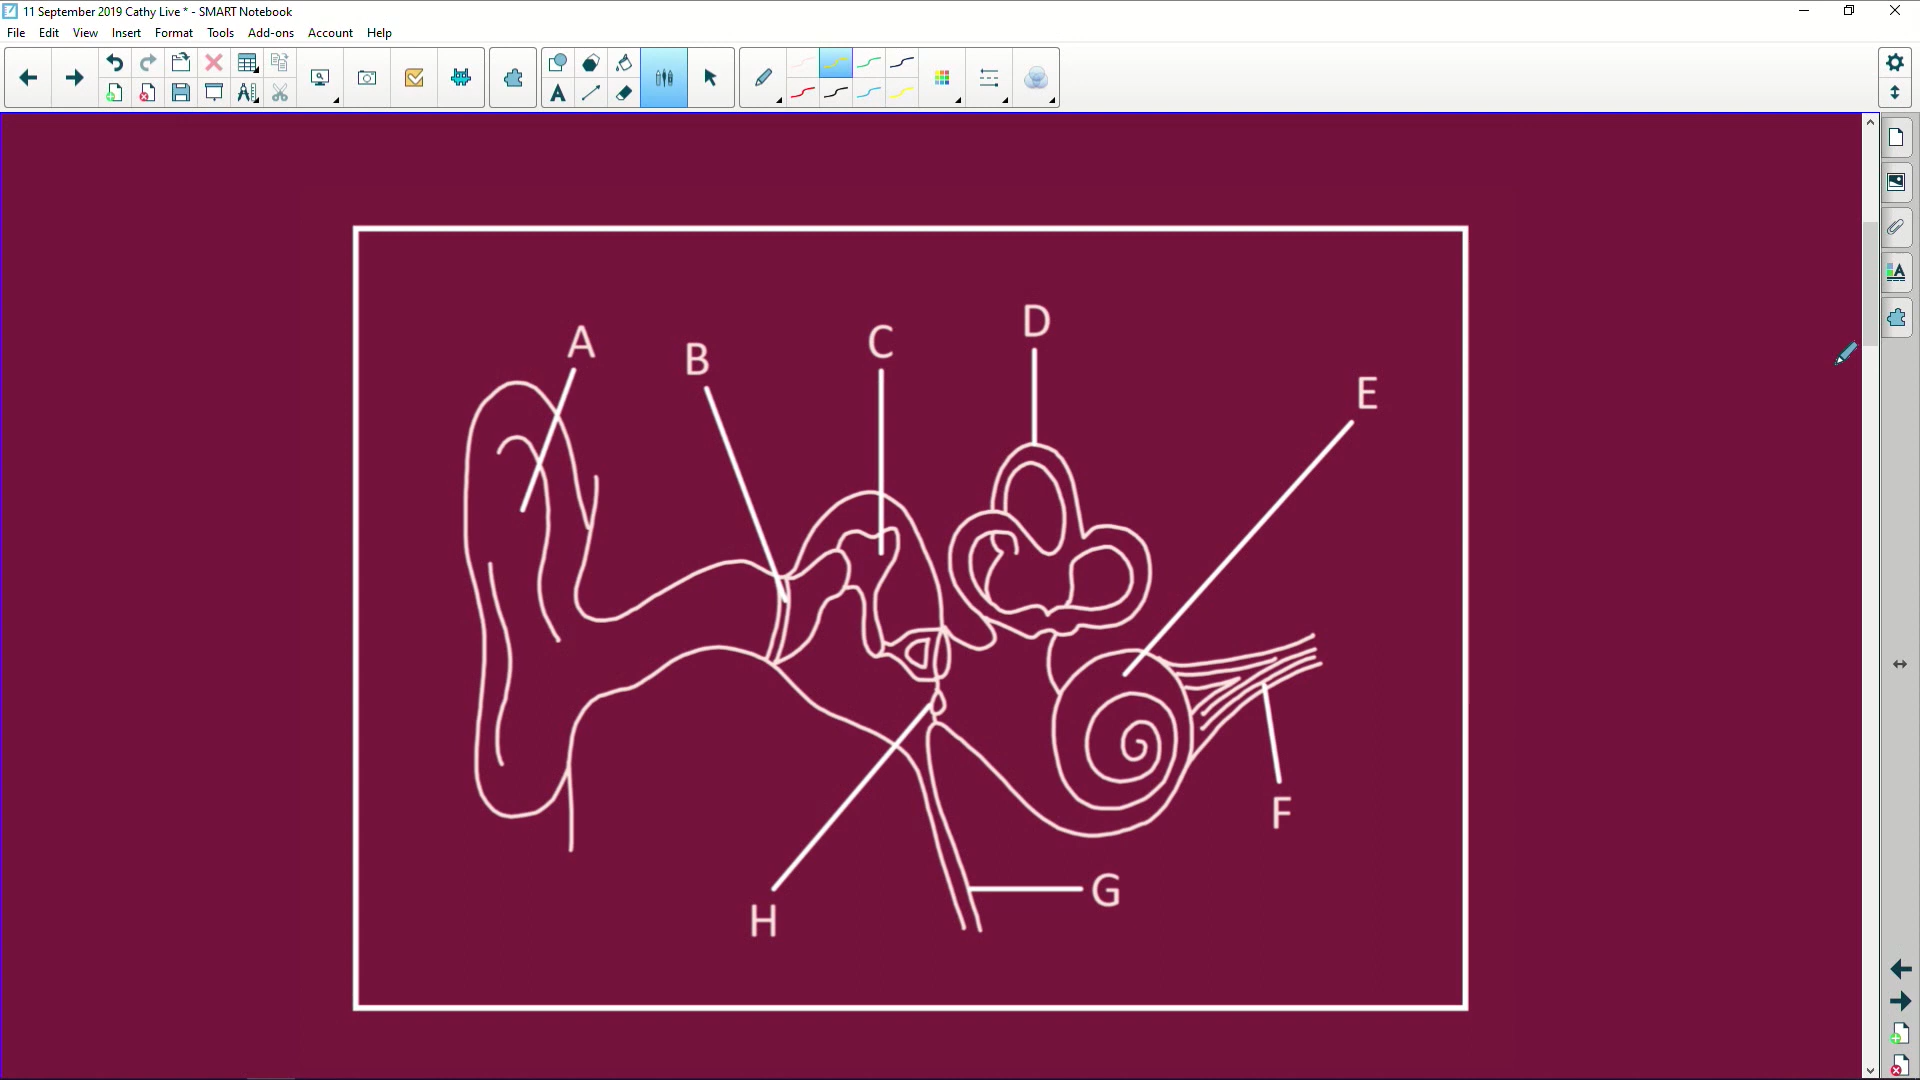 11 September 2019 Cathy Live * - SMART Notebook
File Edit View Insert Format Tools Add-ons Account Help
A
B
C
D
E
F
G
H